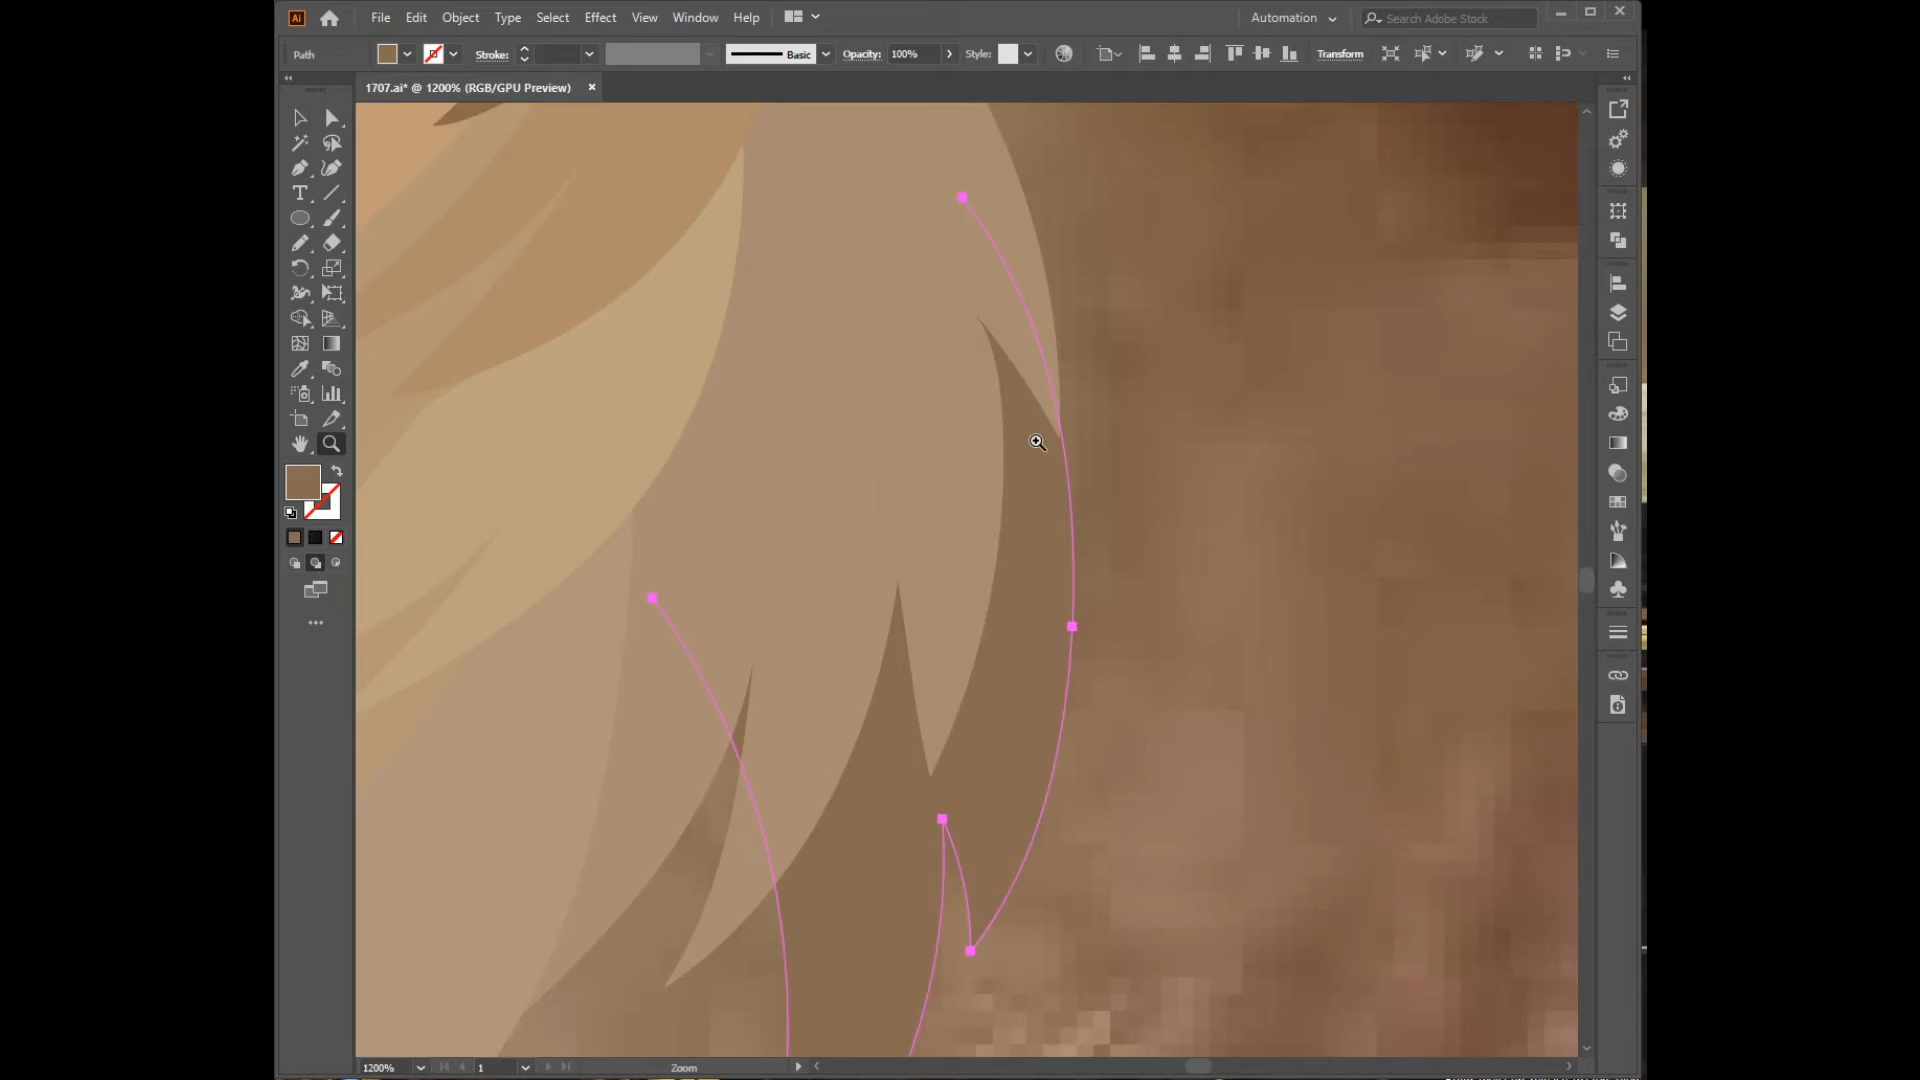 Ai File Edit Object Type Select Effect View Window Help Automation Search Adobe Stock
Path Stroke: Basic Opacity: 100% Style: Transform
1707.ai* @ 1200% (RGB/GPU Preview)
1200% 1 Zoom